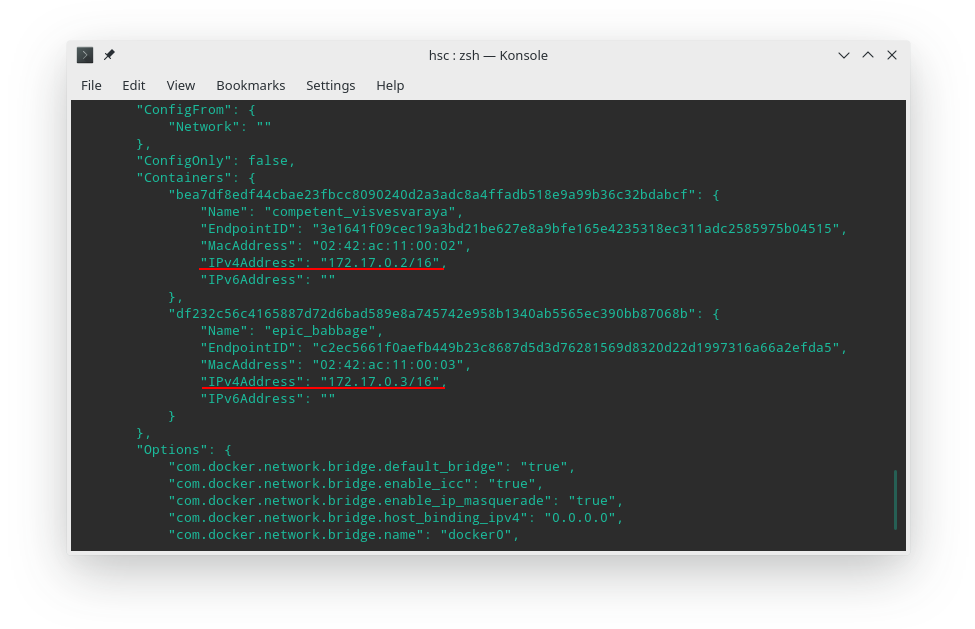 hsc : zsh — Konsole
File Edit View Bookmarks Settings Help
"ConfigFrom": {
"Network": ""
},
"ConfigOnly": false,
"Containers": {
"bea7df8edf44cbae23fbcc8090240d2a3adc8a4ffadb518e9a99b36c32bdabcf": {
"Name": "competent_visvesvaraya",
"EndpointID": "3e1641f09cec19a3bd21be627e8a9bfe165e4235318ec311adc2585975b04515",
"MacAddress": "02:42:ac:11:00:02",
"IPv4Address": "172.17.0.2/16",
"IPv6Address": ""
},
"df232c56c4165887d72d6bad589e8a745742e958b1340ab5565ec390bb87068b": {
"Name": "epic_babbage",
"EndpointID": "c2ec5661f0aefb449b23c8687d5d3d76281569d8320d22d1997316a66a2efda5",
"MacAddress": "02:42:ac:11:00:03",
"IPv4Address": "172.17.0.3/16",
"IPv6Address": ""
}
},
"Options": {
"com.docker.network.bridge.default_bridge": "true",
"com.docker.network.bridge.enable_icc": "true",
"com.docker.network.bridge.enable_ip_masquerade": "true",
"com.docker.network.bridge.host_binding_ipv4": "0.0.0.0",
"com.docker.network.bridge.name": "docker0",